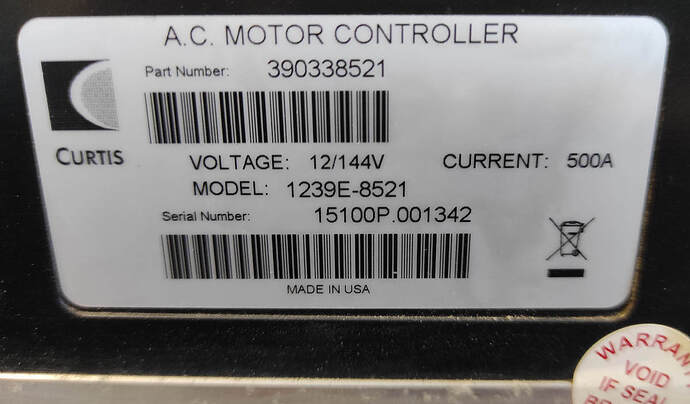 A.C. MOTOR CONTROLLER
Part Number: 390338521
CURTIS
VOLTAGE: 12/144V CURRENT: 500A
MODEL: 1239E-8521
Serial Number: 15100P.001342
MADE IN USA
VOID
IF SEAL